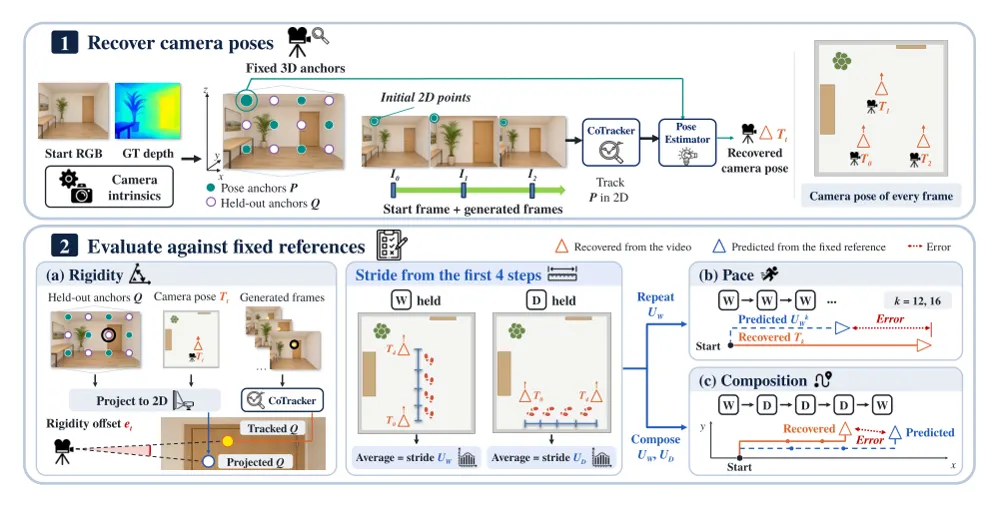 1 Recover camera poses
Fixed 3D anchors
Start RGB
GT depth
Camera intrinsics
z
y
x
Pose anchors P
Held-out anchors Q
Initial 2D points
I0
I1
I2
Start frame + generated frames
CoTracker
Track
P in 2D
Pose Estimator
Tt
Recovered
camera pose
T1
T0
T2
Camera pose of every frame
2 Evaluate against fixed references
Recovered from the video
Predicted from the fixed reference
Error
(a) Rigidity
Held-out anchors Q
Camera pose Tt
Generated frames
Tt
...
Project to 2D
CoTracker
Rigidity offset et
Tracked Q
Projected Q
Stride from the first 4 steps
W held
D held
T4
T0
T0
T4
Average = stride UW
Average = stride UD
Repeat
UW
Compose
UW, UD
(b) Pace
W W W ...
k = 12, 16
Predicted UW^k
Error
Start
Recovered Tk
(c) Composition
W D D D W
y
Recovered
Error
Predicted
Start
x